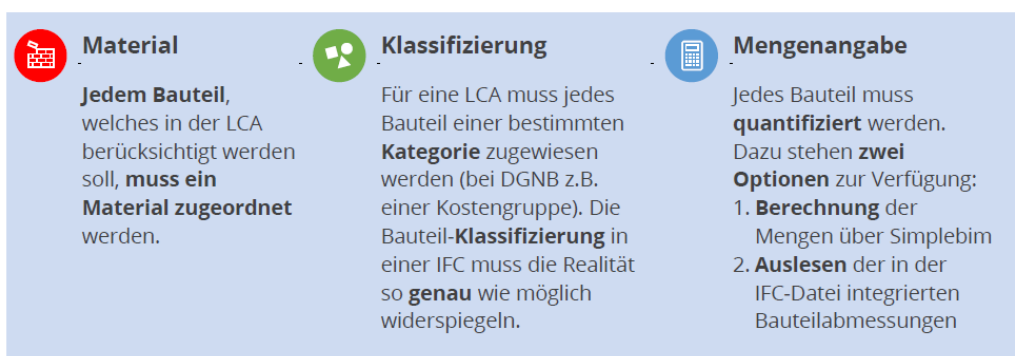 Material
Jedem Bauteil,
welches in der LCA
berücksichtigt werden
soll, muss ein
Material zugeordnet
werden.
Klassifizierung
Für eine LCA muss jedes
Bauteil einer bestimmten
Kategorie zugewiesen
werden (bei DGNB z.B.
einer Kostengruppe). Die
Bauteil-Klassifizierung in
einer IFC muss die Realität
so genau wie möglich
widerspiegeln.
Mengenangabe
Jedes Bauteil muss
quantifiziert werden.
Dazu stehen zwei
Optionen zur Verfügung:
1. Berechnung der
Mengen über Simplebim
2. Auslesen der in der
IFC-Datei integrierten
Bauteilabmessungen